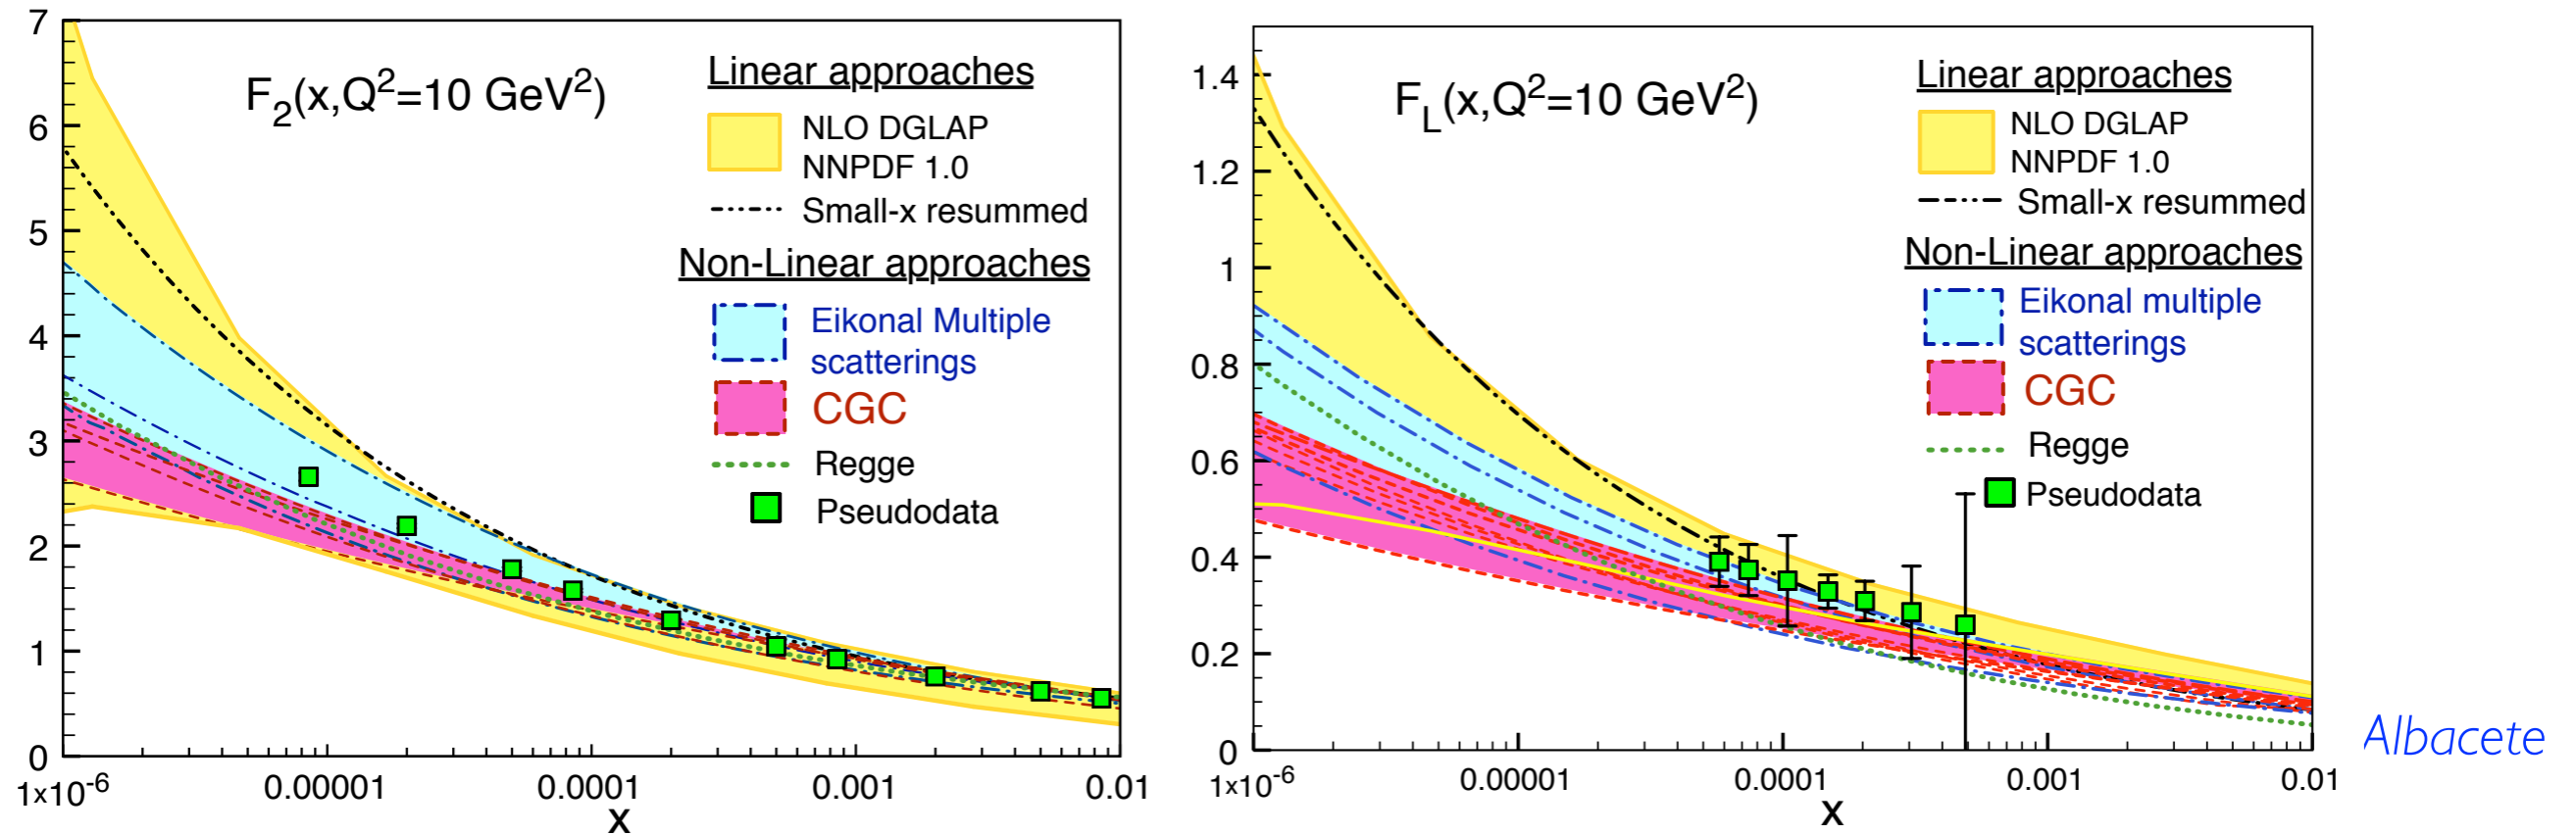 7
6
5
4
3
2
1
0
1x10⁻⁶
0.00001
0.0001
0.001
0.01
x
F₂(x,Q²=10 GeV²)
Linear approaches
NLO DGLAP
NNPDF 1.0
Small-x resummed
Non-Linear approaches
Eikonal Multiple
scatterings
CGC
Regge
Pseudodata
1.4
1.2
1
0.8
0.6
0.4
0.2
0
1x10⁻⁶
0.00001
0.0001
0.001
0.01
x
F_L(x,Q²=10 GeV²)
Linear approaches
NLO DGLAP
NNPDF 1.0
Small-x resummed
Non-Linear approaches
Eikonal multiple
scatterings
CGC
Regge
Pseudodata
Albacete